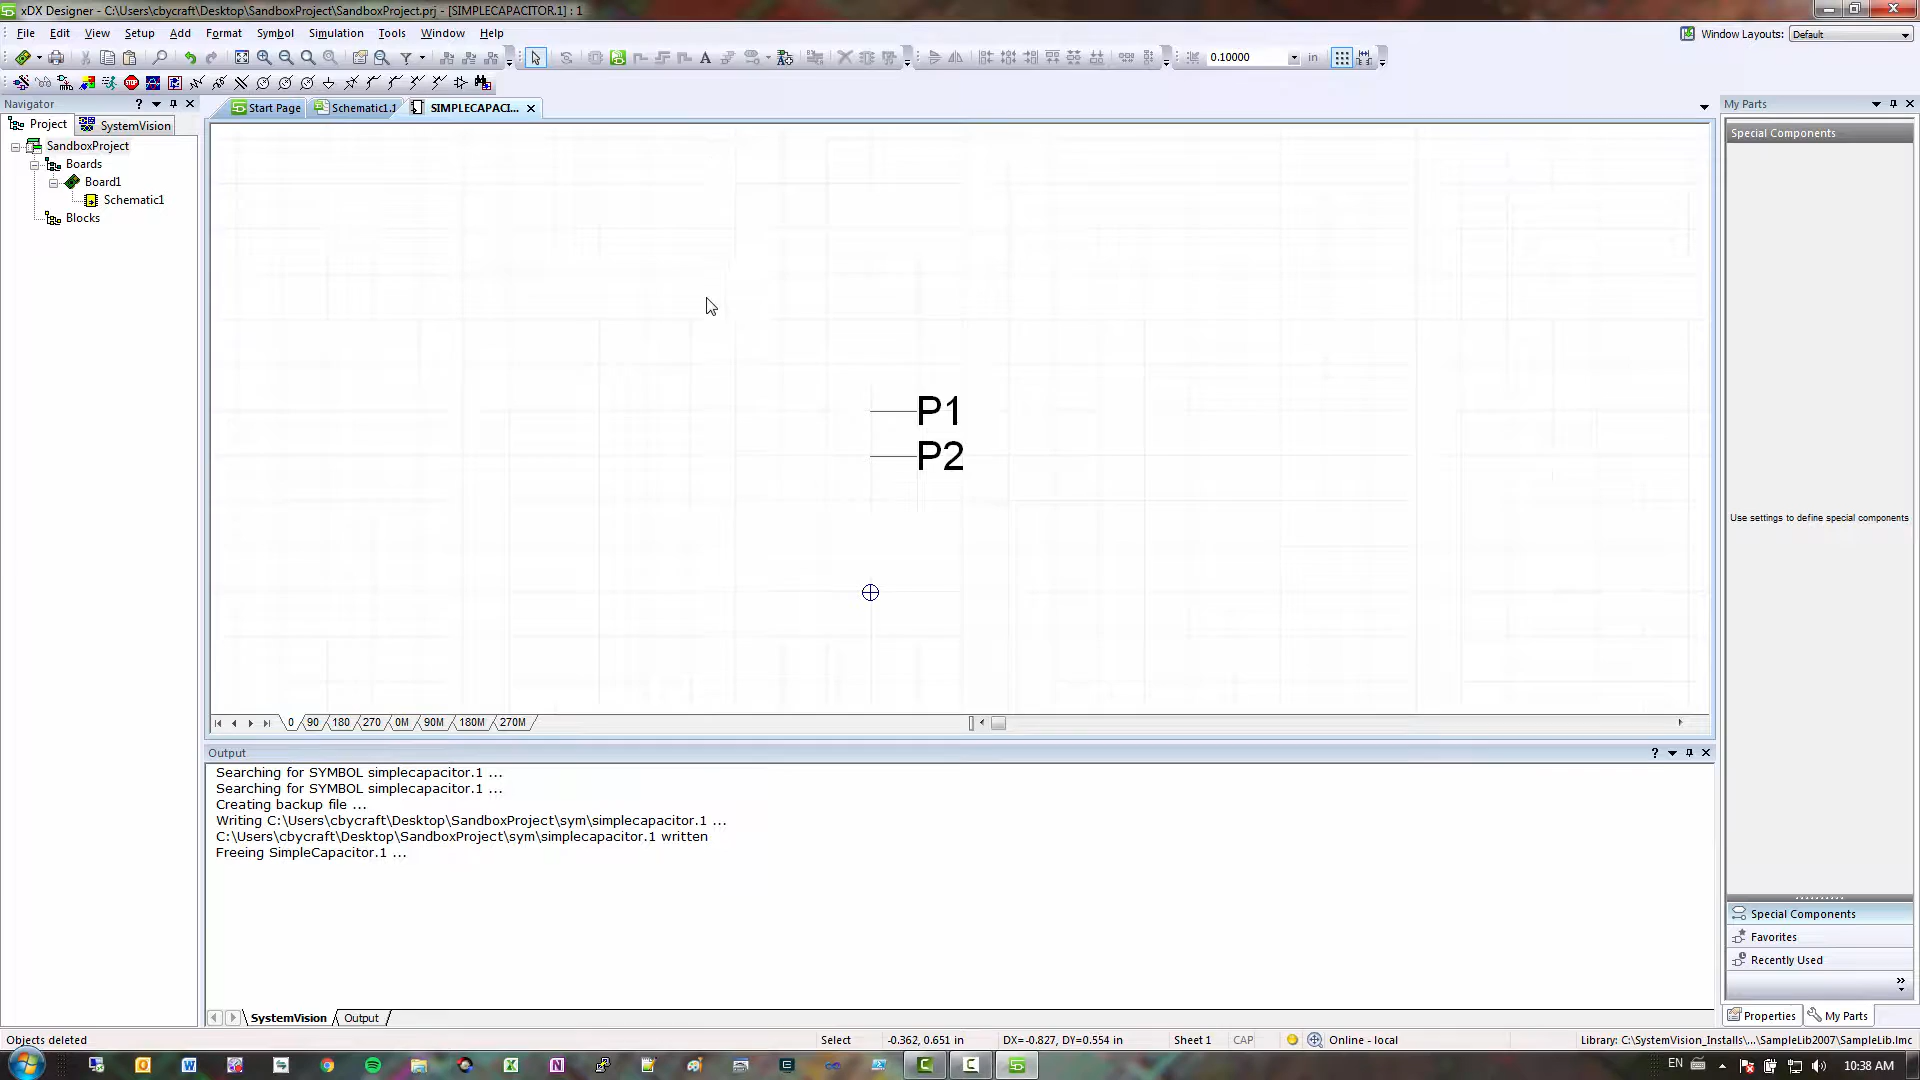 xDX Designer - C:\Users\cbycraft\Desktop\SandboxProject\SandboxProject.prj - [SIMPLECAPACITOR.1] : 1
File Edit View Setup Add Format Symbol Simulation Tools Window Help
Window Layouts: Default
0.10000 in
Navigator
Project SystemVision
SandboxProject
Boards
Board1
Schematic1
Blocks
Start Page Schematic1.1 SIMPLECAPACI...
P1
P2
0 90 180 270 0M 90M 180M 270M
My Parts
Special Components
Use settings to define special components
Special Components
Favorites
Recently Used
Properties My Parts
Output
Searching for SYMBOL simplecapacitor.1 ...
Searching for SYMBOL simplecapacitor.1 ...
Creating backup file ...
Writing C:\Users\cbycraft\Desktop\SandboxProject\sym\simplecapacitor.1 ...
C:\Users\cbycraft\Desktop\SandboxProject\sym\simplecapacitor.1 written
Freeing SimpleCapacitor.1 ...
SystemVision Output
Objects deleted Select -0.362, 0.651 in DX=-0.827, DY=0.554 in Sheet 1 CAP Online - local Library: C:\SystemVision_Installs\...\SampleLib2007\SampleLib.lmc
EN 10:38 AM